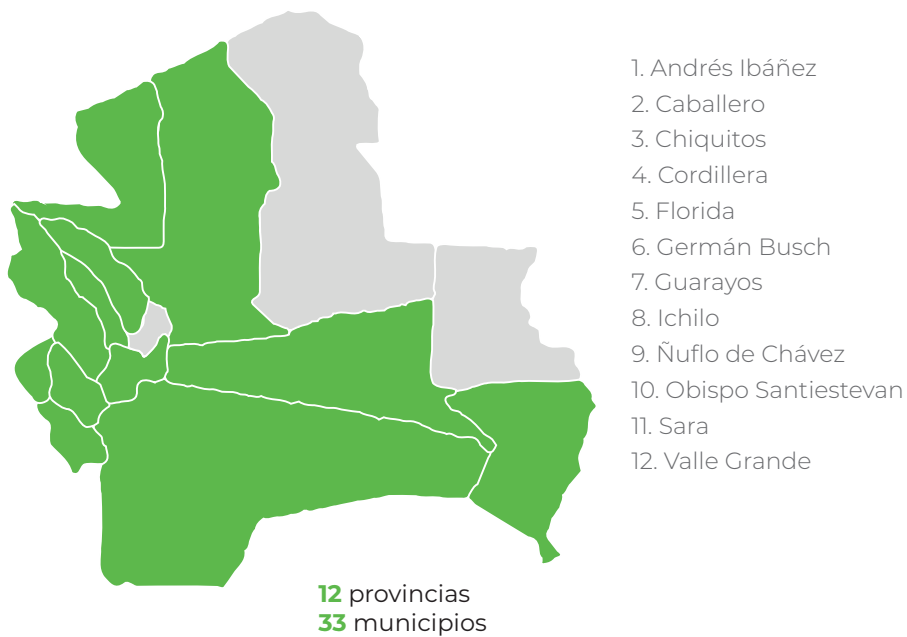 1. Andrés Ibáñez
2. Caballero
3. Chiquitos
4. Cordillera
5. Florida
6. Germán Busch
7. Guarayos
8. Ichilo
9. Ñuflo de Chávez
10. Obispo Santiestevan
11. Sara
12. Valle Grande
12 provincias
33 municipios